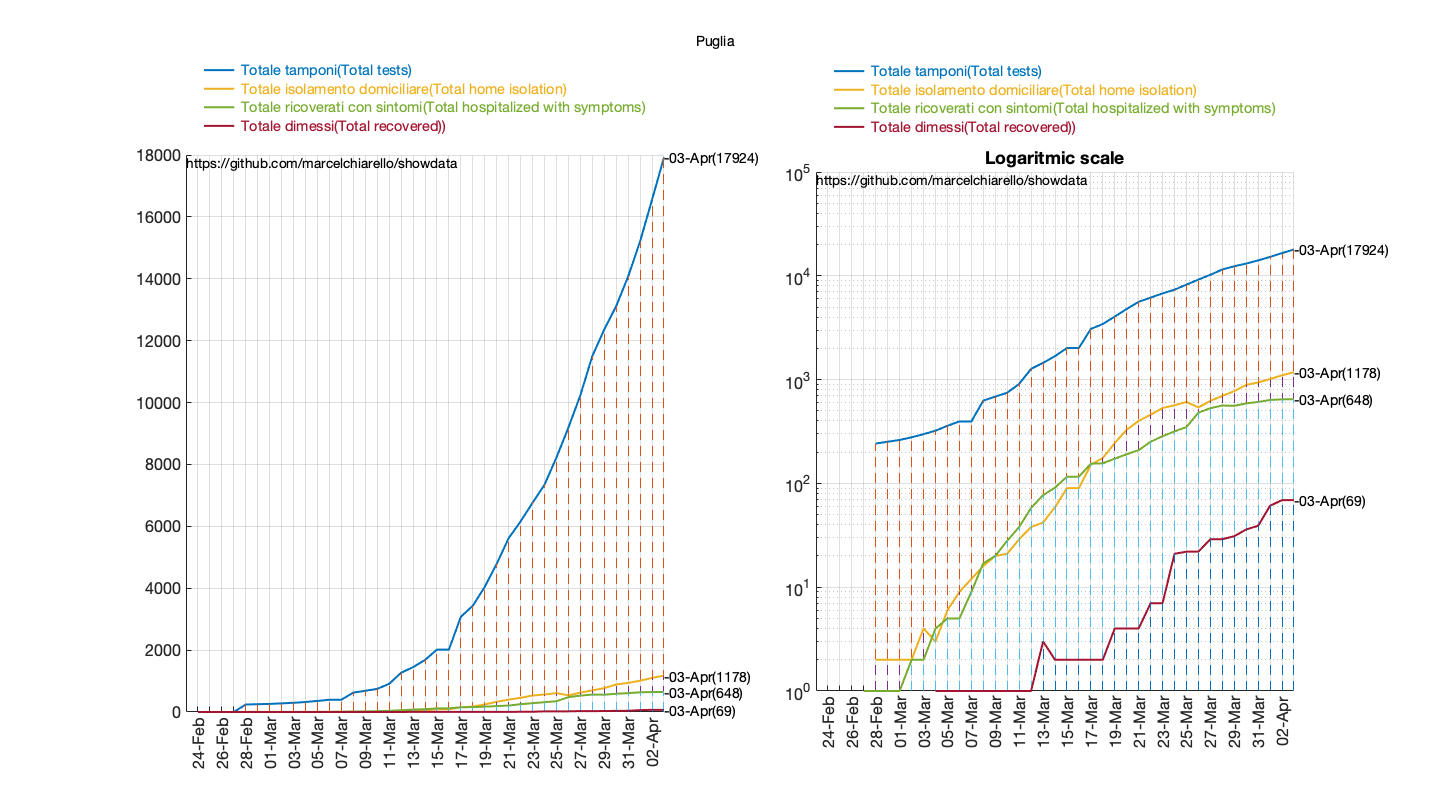 Puglia
Totale tamponi(Total tests)
Totale isolamento domiciliare(Total home isolation)
Totale ricoverati con sintomi(Total hospitalized with symptoms)
Totale dimessi(Total recovered))
18000
16000
14000
12000
10000
8000
6000
4000
2000
0
https://github.com/marcelchiarello/showdata
-03-Apr(17924)
-03-Apr(1178)
-03-Apr(648)
-03-Apr(69)
24-Feb
26-Feb
28-Feb
01-Mar
03-Mar
05-Mar
07-Mar
09-Mar
11-Mar
13-Mar
15-Mar
17-Mar
19-Mar
21-Mar
23-Mar
25-Mar
27-Mar
29-Mar
31-Mar
02-Apr
Totale tamponi(Total tests)
Totale isolamento domiciliare(Total home isolation)
Totale ricoverati con sintomi(Total hospitalized with symptoms)
Totale dimessi(Total recovered))
Logaritmic scale
10^5
10^4
10^3
10^2
10^1
10^0
https://github.com/marcelchiarello/showdata
-03-Apr(17924)
-03-Apr(1178)
-03-Apr(648)
-03-Apr(69)
24-Feb
26-Feb
28-Feb
01-Mar
03-Mar
05-Mar
07-Mar
09-Mar
11-Mar
13-Mar
15-Mar
17-Mar
19-Mar
21-Mar
23-Mar
25-Mar
27-Mar
29-Mar
31-Mar
02-Apr